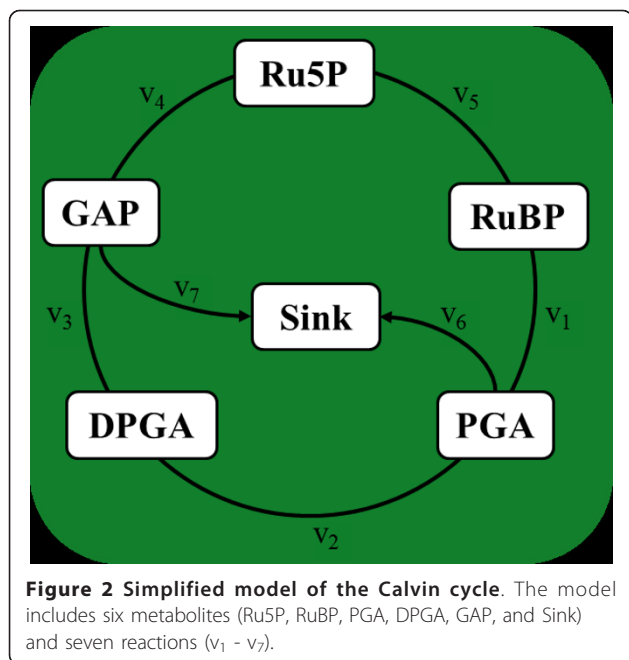 Ru5P
v₄
v₅
GAP
RuBP
v₇
Sink
v₆
v₃
v₁
DPGA
PGA
v₂
Figure 2 Simplified model of the Calvin cycle. The model
includes six metabolites (Ru5P, RuBP, PGA, DPGA, GAP, and Sink)
and seven reactions (v₁ - v₇).